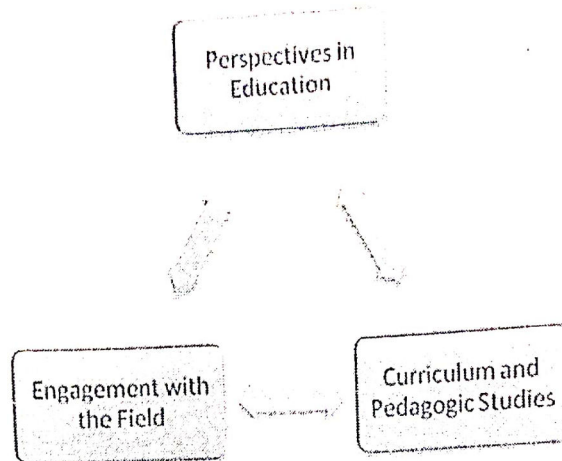 Perspectives in
Education
Engagement with
the Field
Curriculum and
Pedagogic Studies